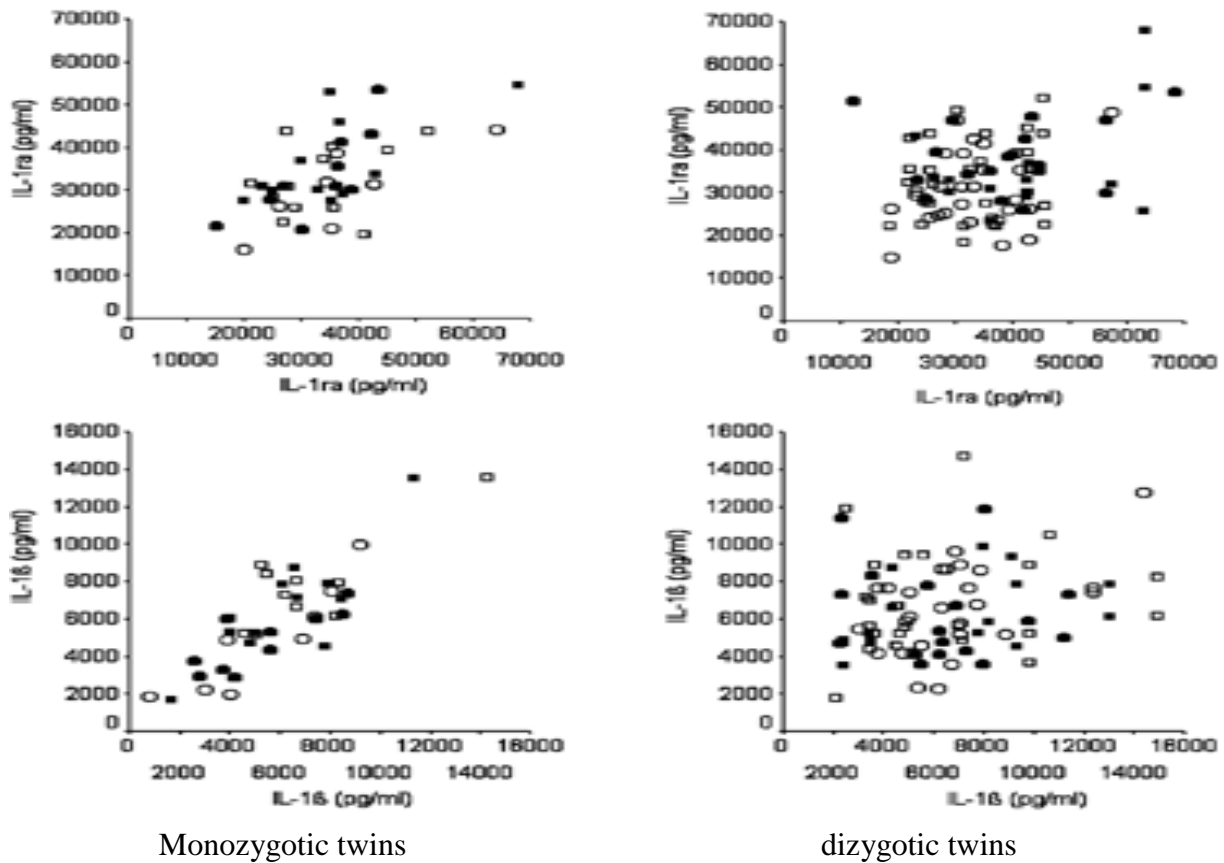 70000
60000
50000
40000
30000
20000
10000
0
IL-1ra (pg/ml)
0 20000 40000 60000
10000 30000 50000 70000
IL-1ra (pg/ml)
70000
60000
50000
40000
30000
20000
10000
0
IL-1ra (pg/ml)
0 20000 40000 60000
10000 30000 50000 70000
IL-1ra (pg/ml)
16000
14000
12000
10000
8000
6000
4000
2000
0
IL-1ß (pg/ml)
0 4000 8000 12000 16000
2000 6000 10000 14000
IL-1ß (pg/ml)
16000
14000
12000
10000
8000
6000
4000
2000
0
IL-1ß (pg/ml)
0 4000 8000 12000 16000
2000 6000 10000 14000
IL-1ß (pg/ml)
Monozygotic twins dizygotic twins